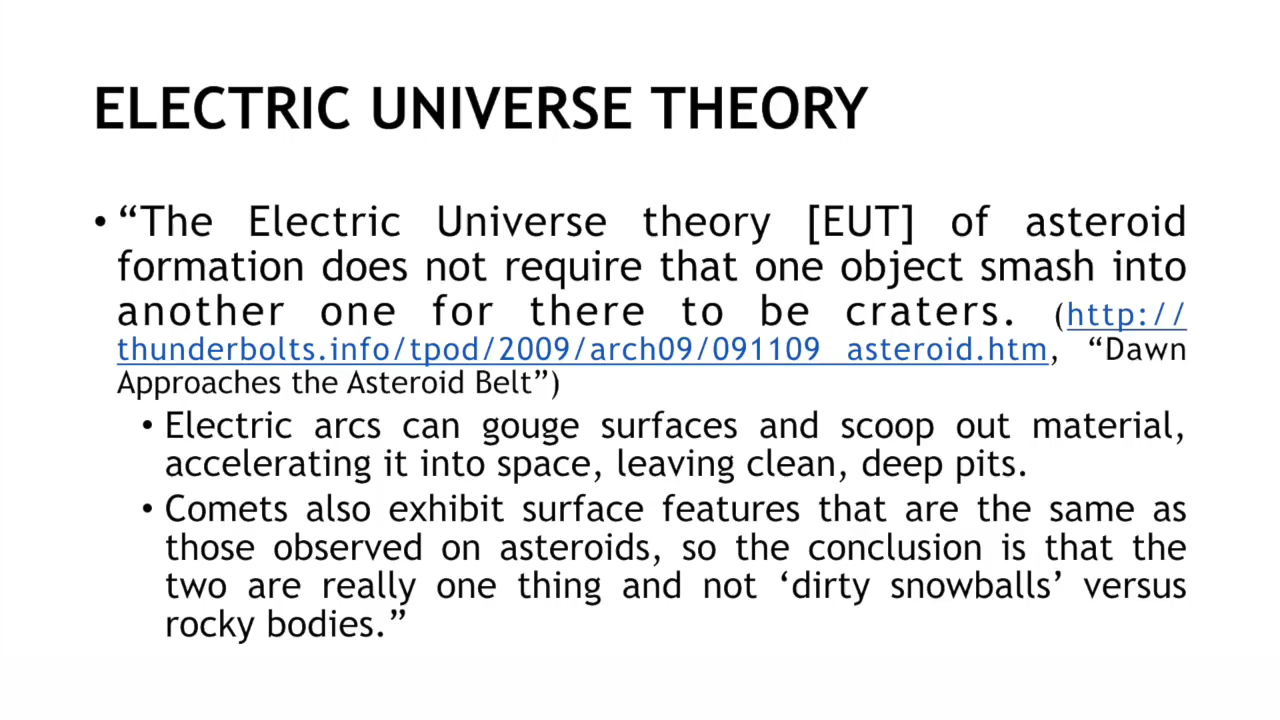 ELECTRIC UNIVERSE THEORY
• “The Electric Universe theory [EUT] of asteroid
formation does not require that one object smash into
another one for there to be craters. (http://
thunderbolts.info/tpod/2009/arch09/091109_asteroid.htm, “Dawn
Approaches the Asteroid Belt”)
• Electric arcs can gouge surfaces and scoop out material,
accelerating it into space, leaving clean, deep pits.
• Comets also exhibit surface features that are the same as
those observed on asteroids, so the conclusion is that the
two are really one thing and not ‘dirty snowballs’ versus
rocky bodies.”